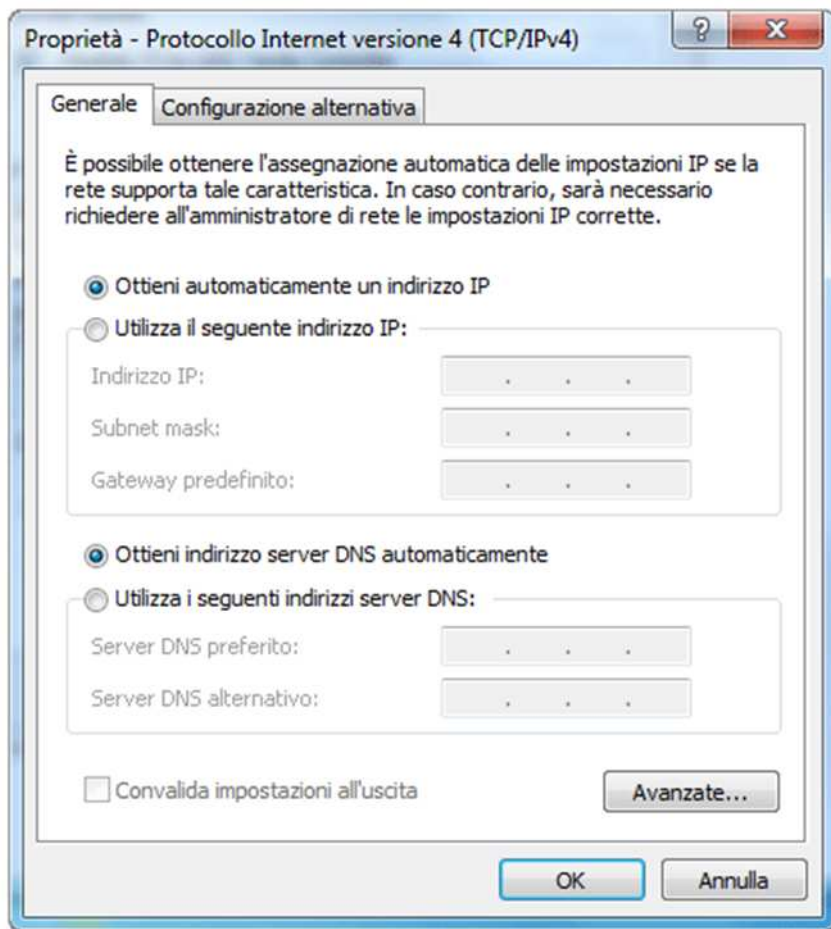 Proprietà - Protocollo Internet versione 4 (TCP/IPv4)
?
Generale
Configurazione alternativa
È possibile ottenere l'assegnazione automatica delle impostazioni IP se la
rete supporta tale caratteristica. In caso contrario, sarà necessario
richiedere all'amministratore di rete le impostazioni IP corrette.
Ottieni automaticamente un indirizzo IP
Utilizza il seguente indirizzo IP:
Indirizzo IP: . . .
Subnet mask: . . .
Gateway predefinito: . . .
Ottieni indirizzo server DNS automaticamente
Utilizza i seguenti indirizzi server DNS:
Server DNS preferito: . . .
Server DNS alternativo: . . .
Convalida impostazioni all'uscita
Avanzate...
OK
Annulla